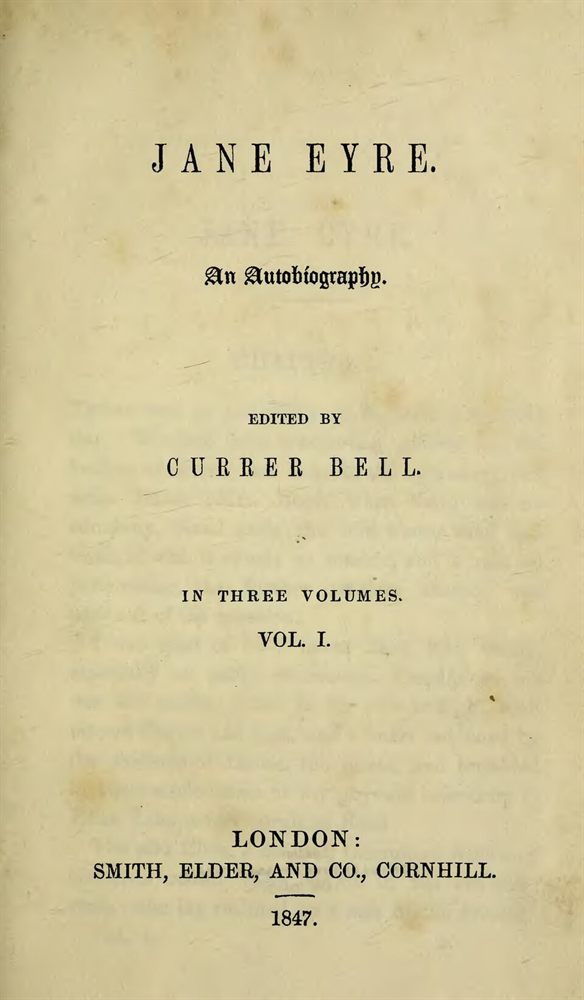 JANE EYRE.
An Autobiography.
EDITED BY
CURRER BELL.
IN THREE VOLUMES.
VOL. I.
LONDON:
SMITH, ELDER, AND CO., CORNHILL.
1847.